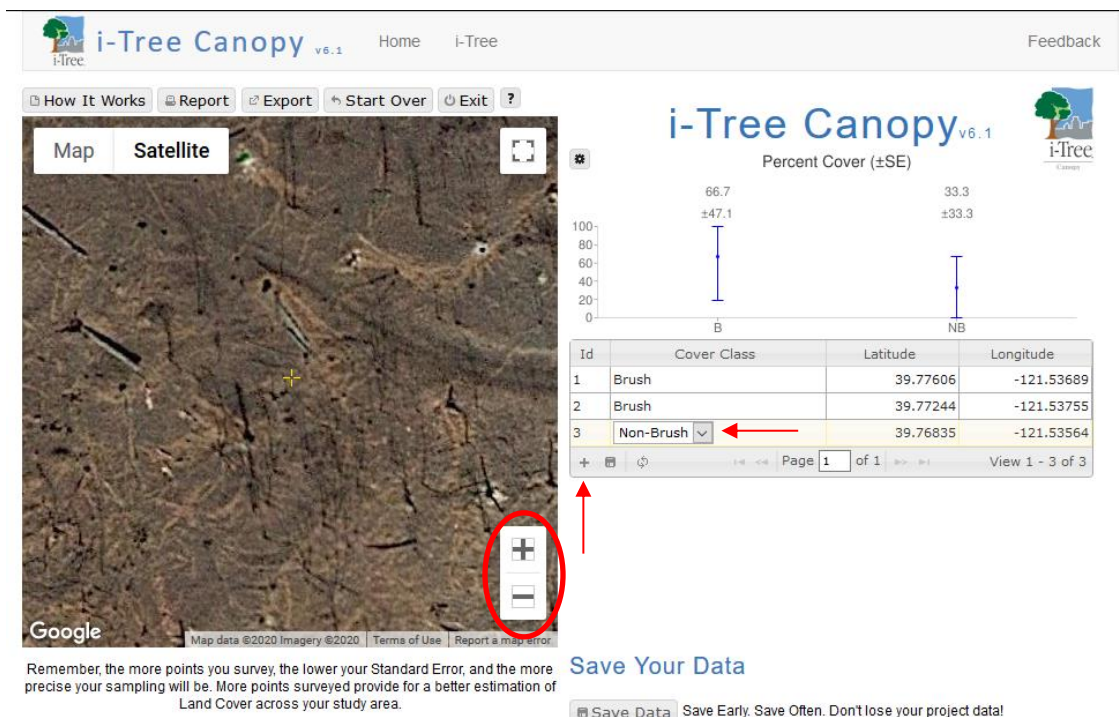 i-Tree
i-Tree Canopy v6.1 Home i-Tree Feedback
How It Works Report Export Start Over Exit ?
Map Satellite
Google
Map data ©2020 Imagery ©2020 Terms of Use Report a map error
Remember, the more points you survey, the lower your Standard Error, and the more
precise your sampling will be. More points surveyed provide for a better estimation of
Land Cover across your study area.
i-Tree Canopy v6.1
i-Tree
Canopy
Percent Cover (±SE)
66.7 33.3
±47.1 ±33.3
100
80
60
40
20
0
B NB
Id Cover Class Latitude Longitude
1 Brush 39.77606 -121.53689
2 Brush 39.77244 -121.53755
3 Non-Brush 39.76835 -121.53564
Page 1 of 1 View 1 - 3 of 3
Save Your Data
Save Data Save Early. Save Often. Don't lose your project data!